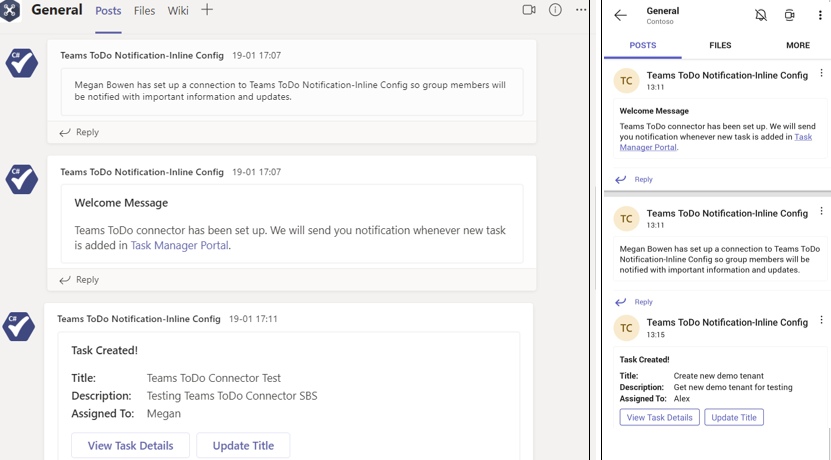 General Posts Files Wiki
Teams ToDo Notification-Inline Config 19-01 17:07
C#
Megan Bowen has set up a connection to Teams ToDo Notification-Inline Config so group members will
be notified with important information and updates.
Reply
Teams ToDo Notification-Inline Config 19-01 17:07
C#
Welcome Message
Teams ToDo connector has been set up. We will send you notification whenever new task
is added in Task Manager Portal.
Reply
Teams ToDo Notification-Inline Config 19-01 17:11
C#
Task Created!
Title: Teams ToDo Connector Test
Description: Testing Teams ToDo Connector SBS
Assigned To: Megan
View Task Details Update Title
General
Contoso
POSTS FILES MORE
TC
Teams ToDo Notification-Inline Config
13:11
Welcome Message
Teams ToDo connector has been set up. We will send
you notification whenever new task is added in Task
Manager Portal.
Reply
TC
Teams ToDo Notification-Inline Config
13:11
Megan Bowen has set up a connection to Teams ToDo
Notification-Inline Config so group members will be
notified with important information and updates.
Reply
TC
Teams ToDo Notification-Inline Config
13:15
Task Created!
Title: Create new demo tenant
Description: Get new demo tenant for testing
Assigned To: Alex
View Task Details Update Title